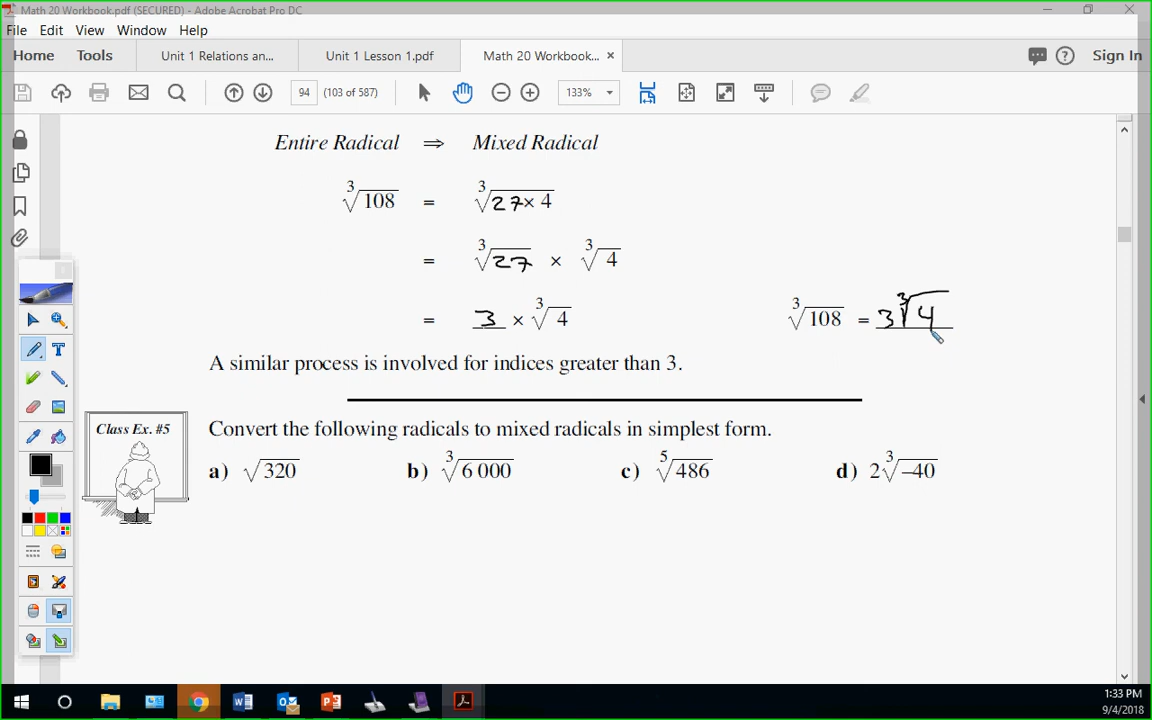 Math 20 Workbook.pdf (SECURED) - Adobe Acrobat Pro DC
File Edit View Window Help
Home Tools Unit 1 Relations an... Unit 1 Lesson 1.pdf Math 20 Workbook... × Sign In
94 (103 of 587) 133%
Entire Radical ⇒ Mixed Radical
∛108 = ∛27 × 4
= ∛27 × ∛4
= 3 × ∛4 ∛108 = 3∛4
A similar process is involved for indices greater than 3.
Class Ex. #5
Convert the following radicals to mixed radicals in simplest form.
a) √320 b) ∛6 000 c) ⁵√486 d) 2∛–40
1:33 PM
9/4/2018